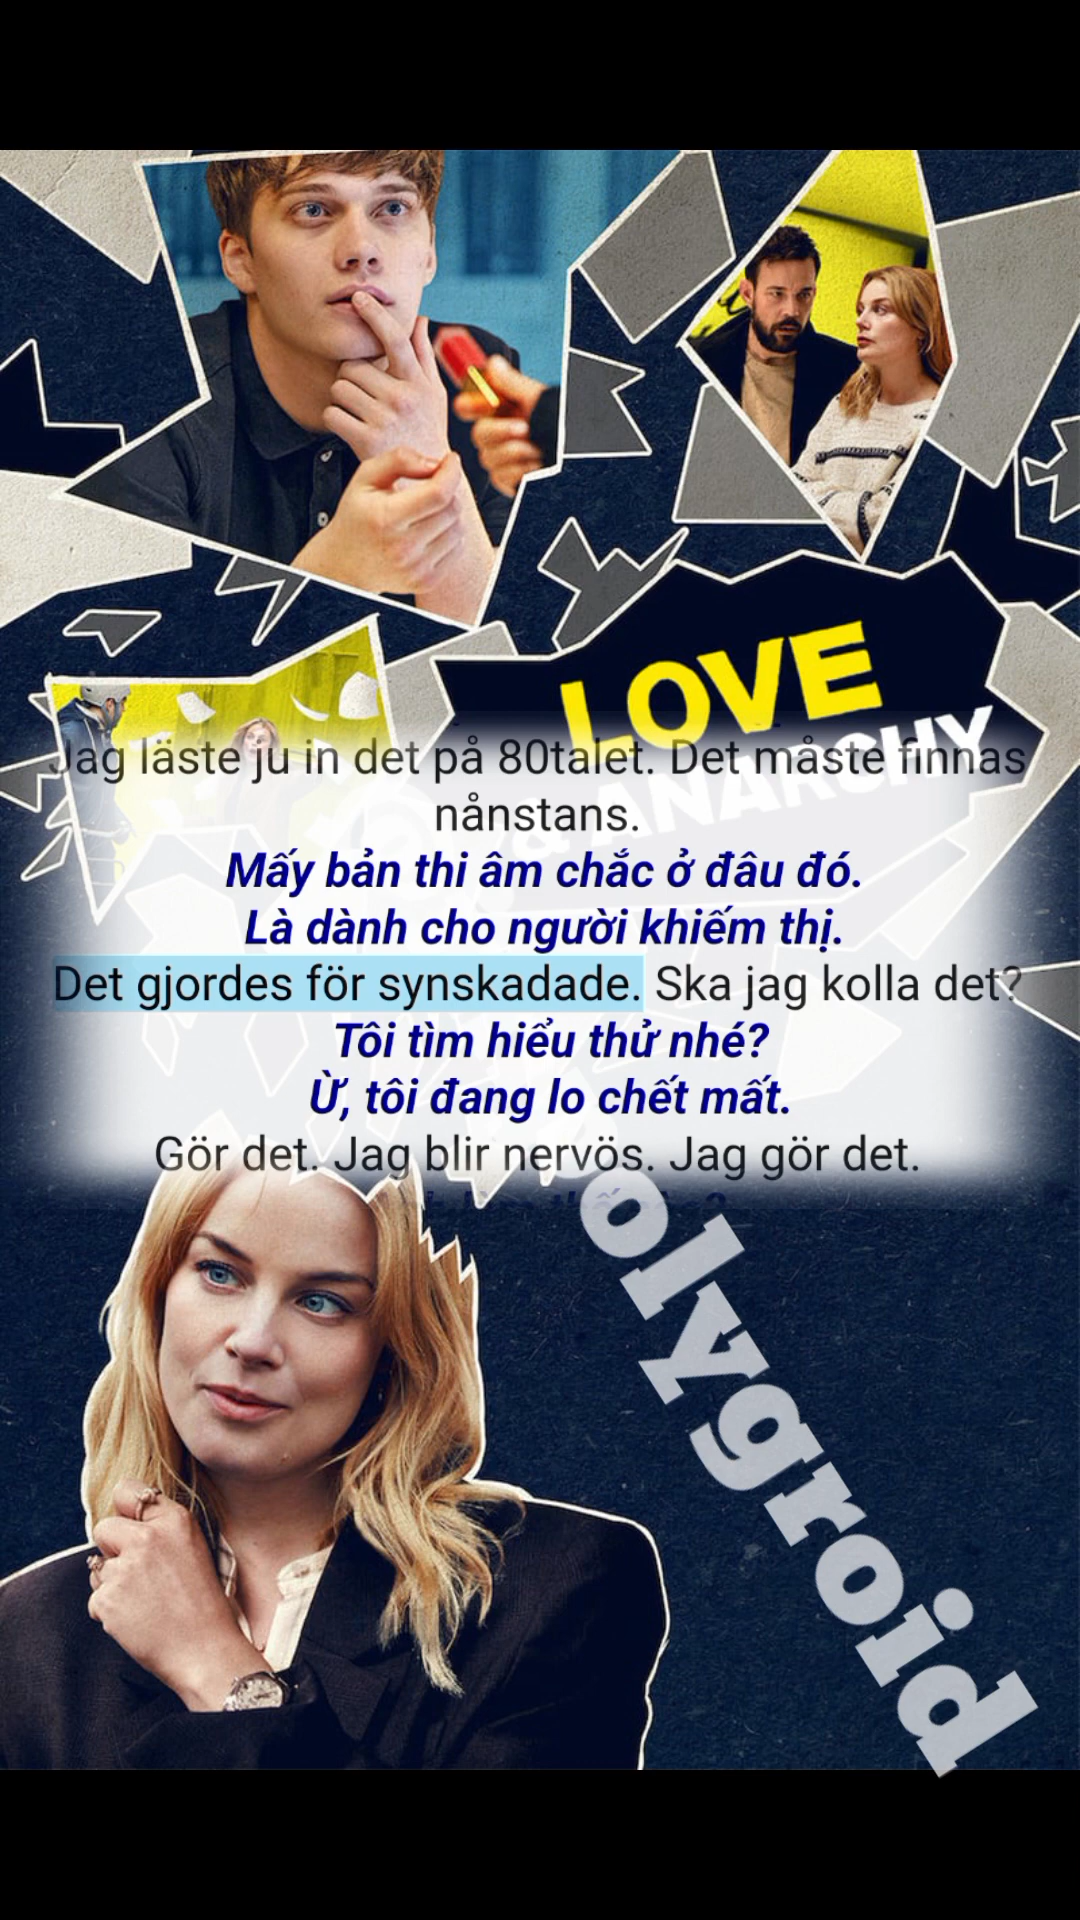 LOVE
& ANARCHY
Jag läste ju in det på 80talet. Det måste finnas
nånstans.
Mấy bản thi âm chắc ở đâu đó.
Là dành cho người khiếm thị.
Det gjordes för synskadade. Ska jag kolla det?
Tôi tìm hiểu thử nhé?
Ừ, tôi đang lo chết mất.
Gör det. Jag blir nervös. Jag gör det.
olygroid